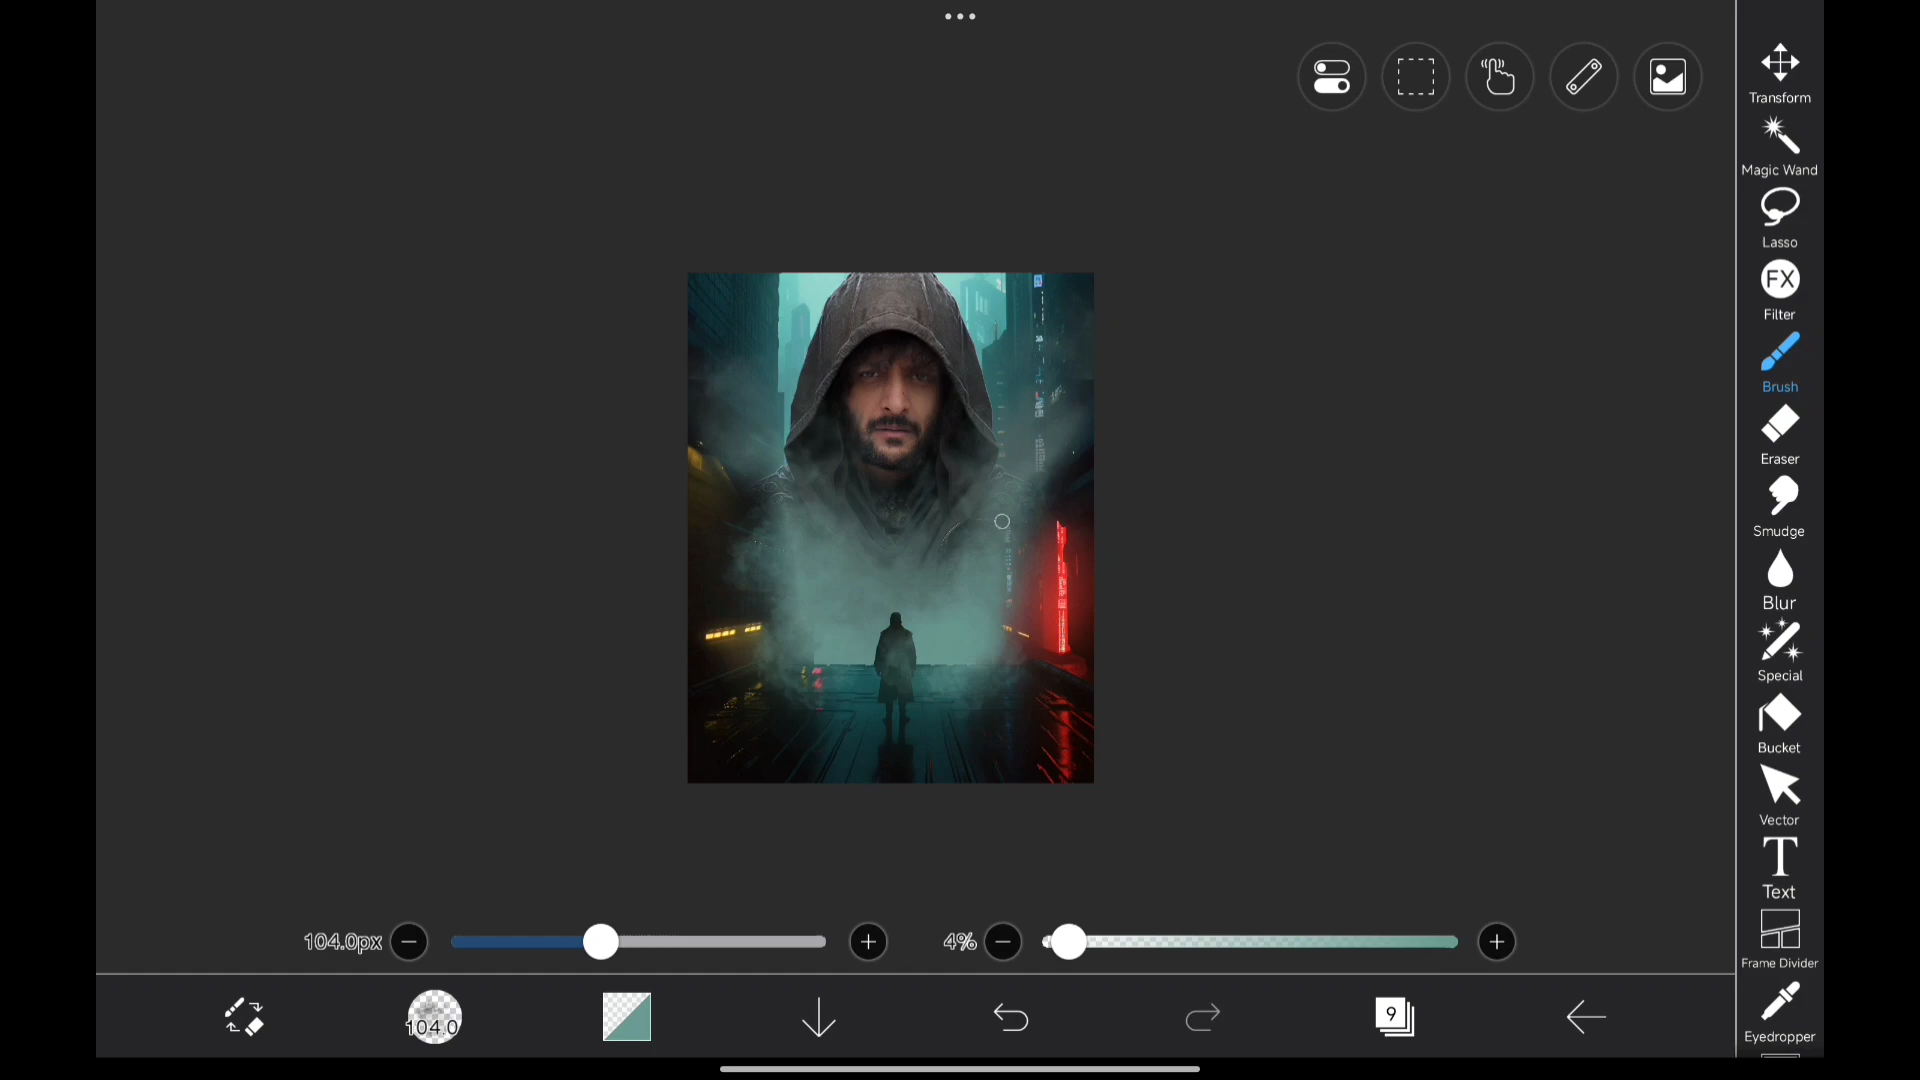 Transform
Magic Wand
Lasso
FX
Filter
Brush
Eraser
Smudge
Blur
Special
Bucket
Vector
T
Text
Frame Divider
Eyedropper
104.0px
4%
104.0
9